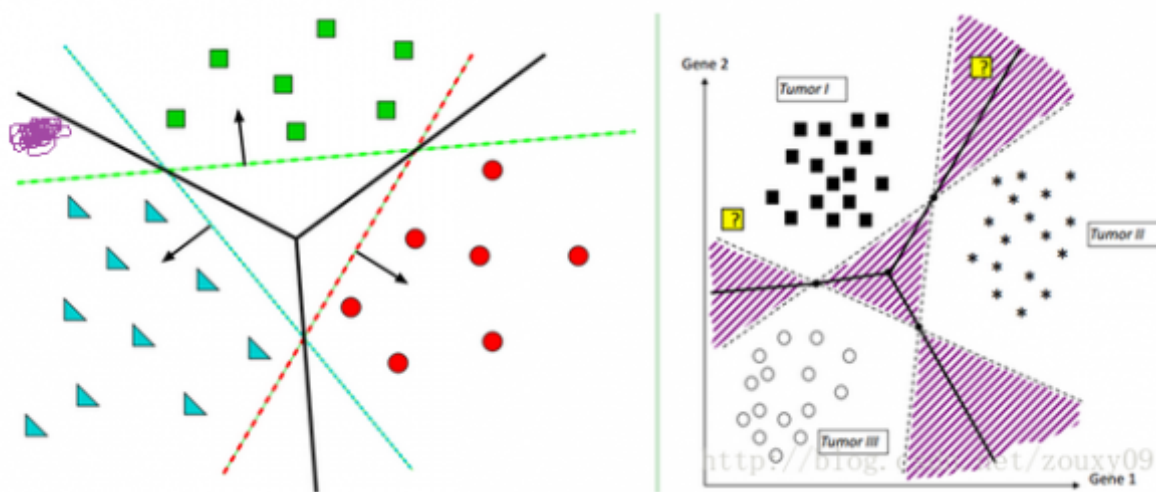 Gene 2
Tumor I
?
?
Tumor II
Tumor III
http://blog.csdn.net/zouxy09
Gene 1